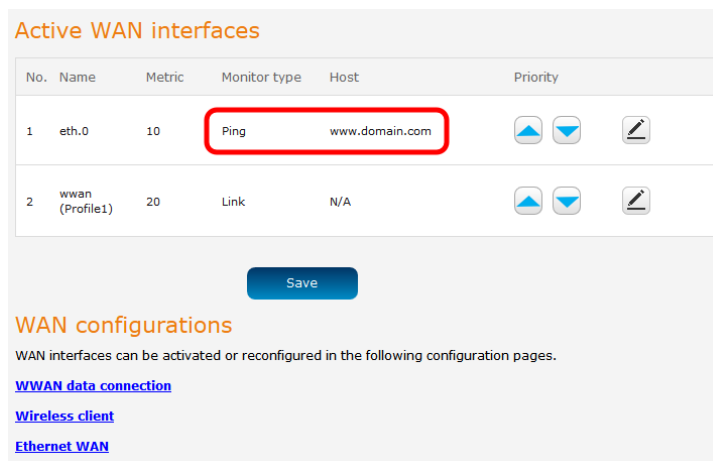 Active WAN interfaces
No. Name Metric Monitor type Host Priority
1 eth.0 10 Ping www.domain.com
2 wwan (Profile1) 20 Link N/A
Save
WAN configurations
WAN interfaces can be activated or reconfigured in the following configuration pages.
WWAN data connection
Wireless client
Ethernet WAN